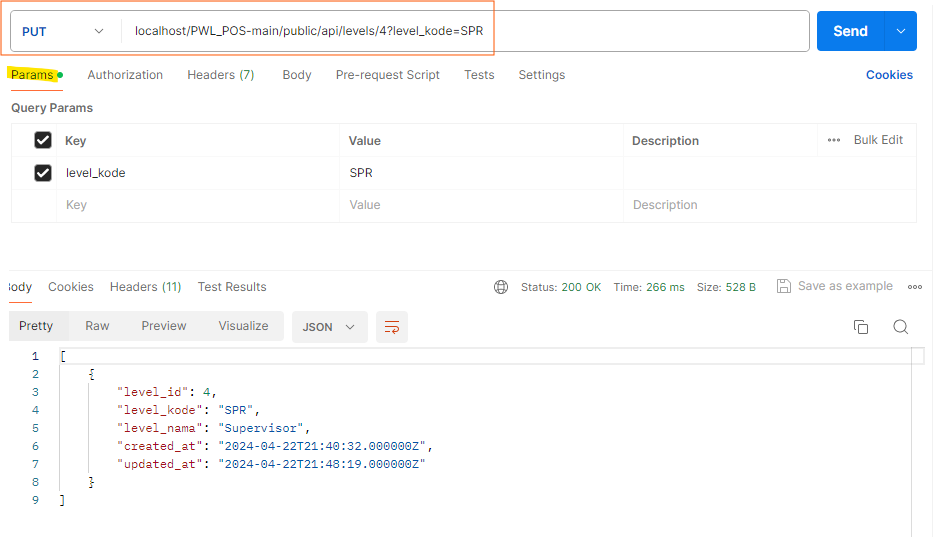 PUT localhost/PWL_POS-main/public/api/levels/4?level_kode=SPR Send
Params Authorization Headers (7) Body Pre-request Script Tests Settings Cookies
Query Params
Key Value Description Bulk Edit
level_kode SPR
Key Value Description
Body Cookies Headers (11) Test Results Status: 200 OK Time: 266 ms Size: 528 B Save as example
Pretty Raw Preview Visualize JSON
1 [
2 {
3 "level_id": 4,
4 "level_kode": "SPR",
5 "level_nama": "Supervisor",
6 "created_at": "2024-04-22T21:40:32.000000Z",
7 "updated_at": "2024-04-22T21:48:19.000000Z"
8 }
9 ]